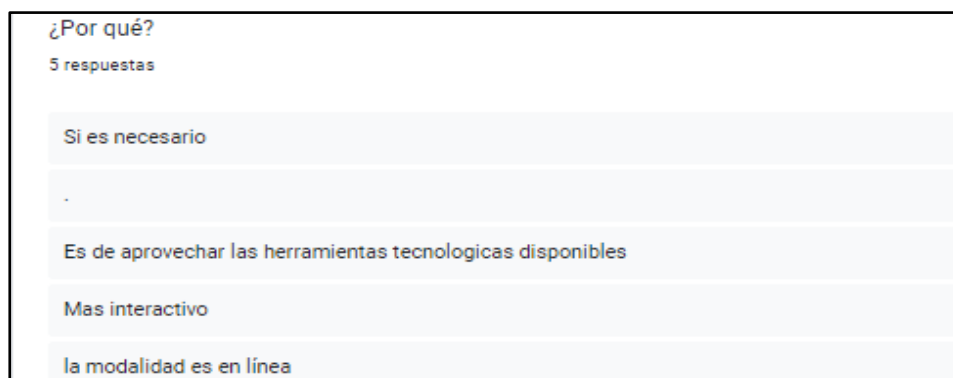 ¿Por qué?
5 respuestas
Si es necesario
.
Es de aprovechar las herramientas tecnologicas disponibles
Mas interactivo
la modalidad es en línea